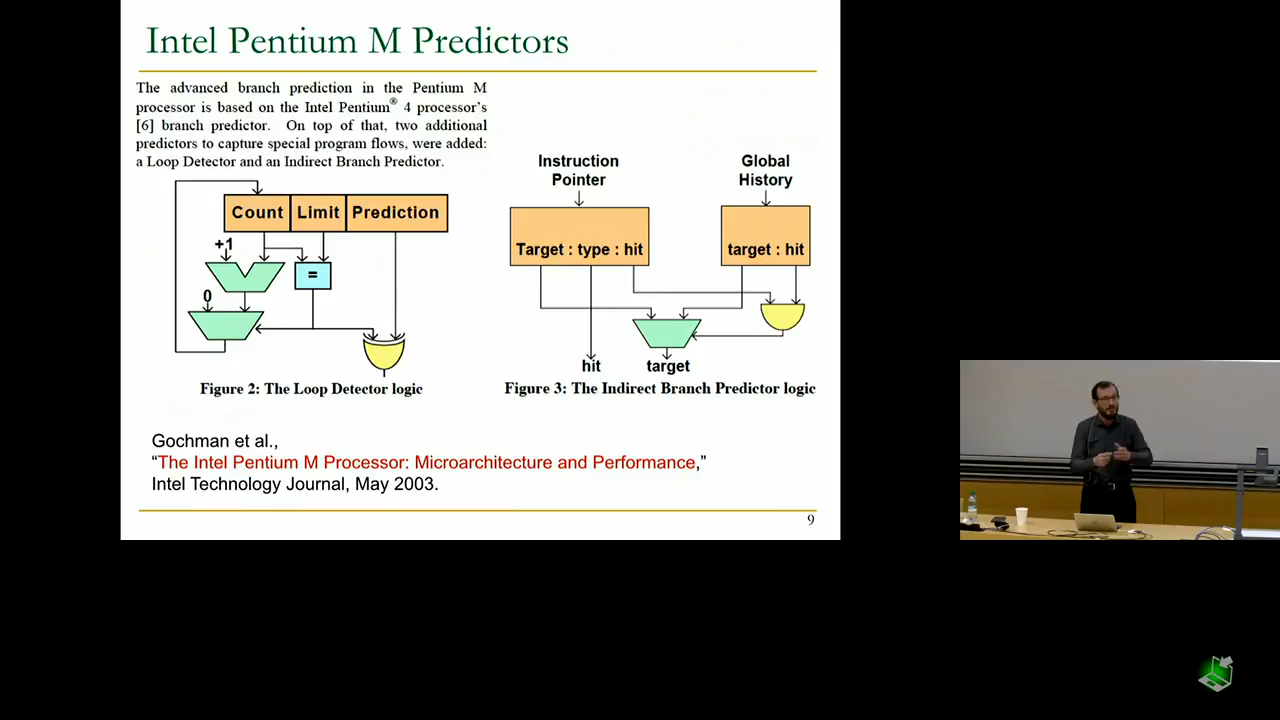 Intel Pentium M Predictors
The advanced branch prediction in the Pentium M
processor is based on the Intel Pentium® 4 processor's
[6] branch predictor. On top of that, two additional
predictors to capture special program flows, were added:
a Loop Detector and an Indirect Branch Predictor.
Count Limit Prediction
+1
=
0
Figure 2: The Loop Detector logic
Instruction
Pointer
Global
History
Target : type : hit
target : hit
hit
target
Figure 3: The Indirect Branch Predictor logic
Gochman et al.,
“The Intel Pentium M Processor: Microarchitecture and Performance,”
Intel Technology Journal, May 2003.
9